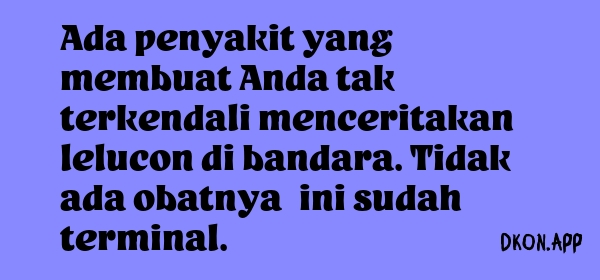 Ada penyakit yang
membuat Anda tak
terkendali menceritakan
lelucon di bandara. Tidak
ada obatnya  ini sudah
terminal.
DKON.APP